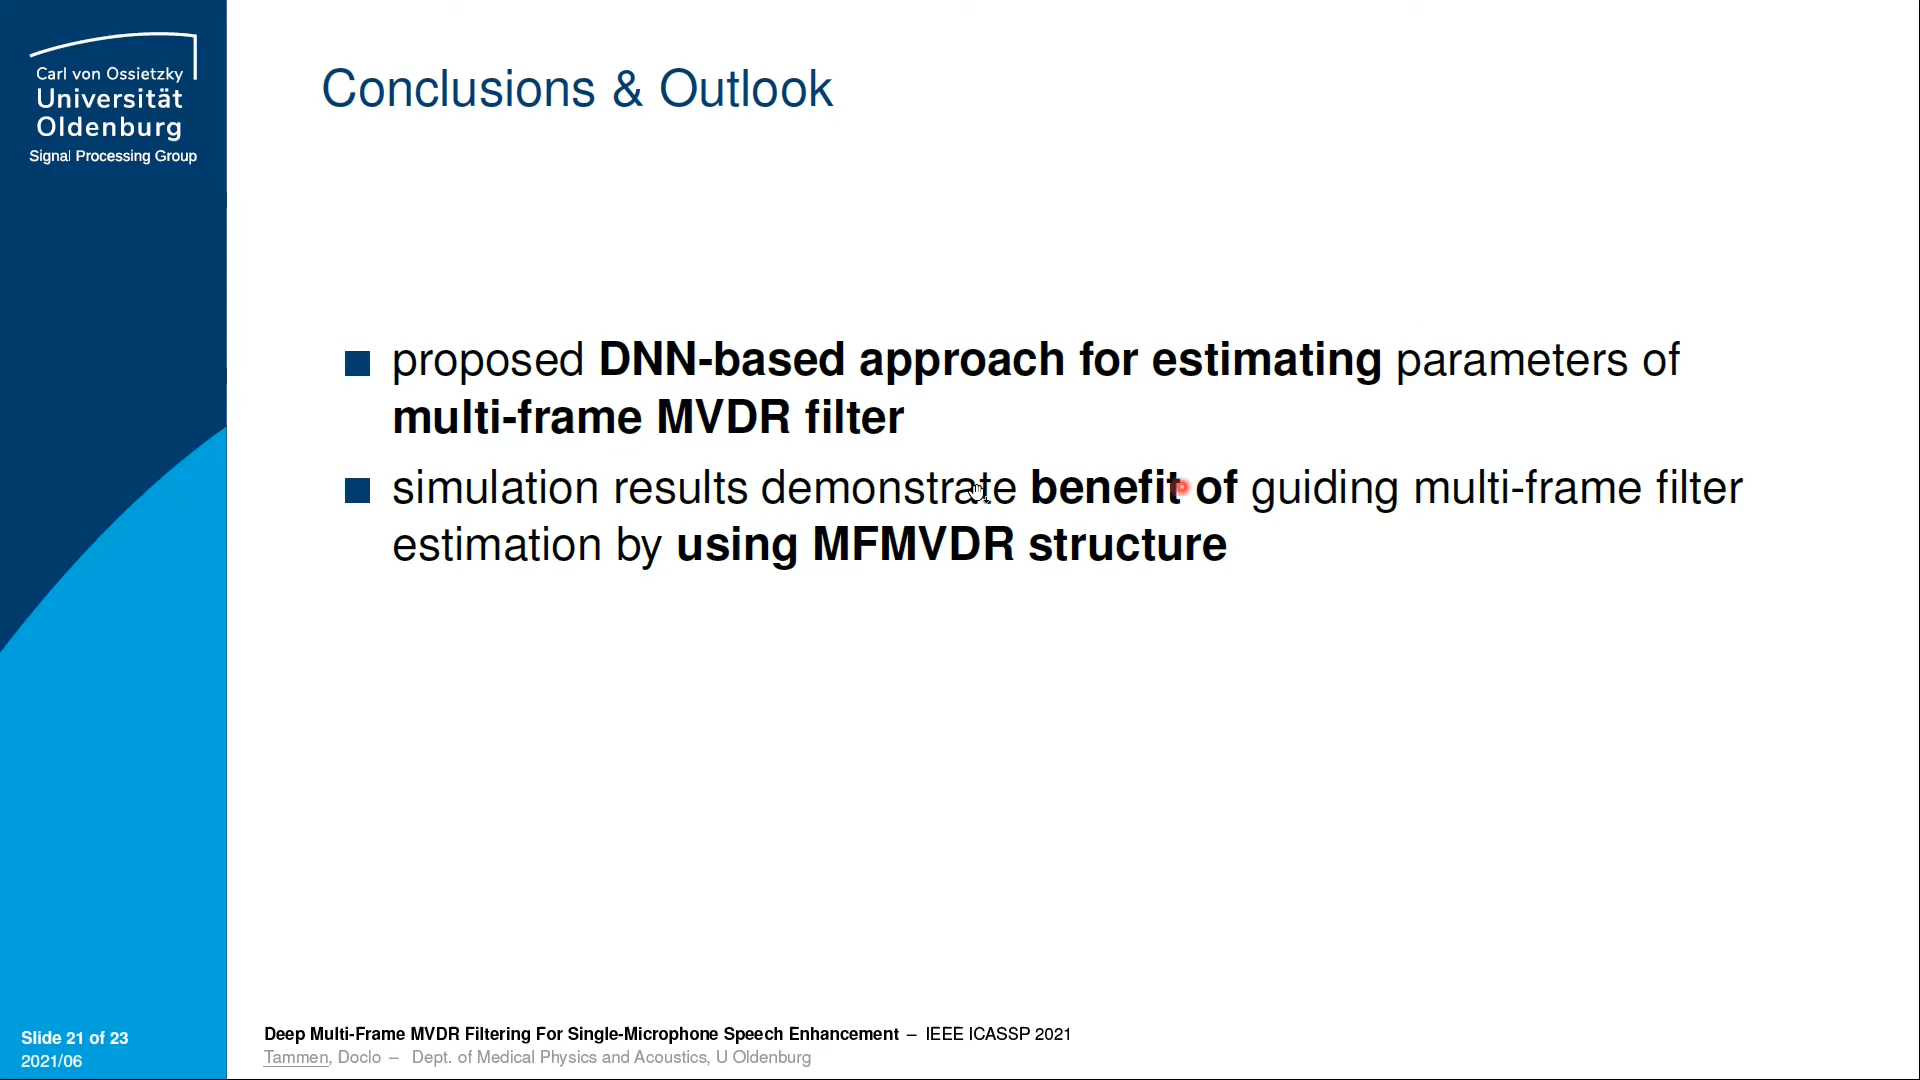 Carl von Ossietzky
Universität
Oldenburg
Signal Processing Group
Conclusions & Outlook
proposed DNN-based approach for estimating parameters of
multi-frame MVDR filter
simulation results demonstrate benefit of guiding multi-frame filter
estimation by using MFMVDR structure
Slide 21 of 23
2021/06
Deep Multi-Frame MVDR Filtering For Single-Microphone Speech Enhancement – IEEE ICASSP 2021
Tammen, Doclo – Dept. of Medical Physics and Acoustics, U Oldenburg